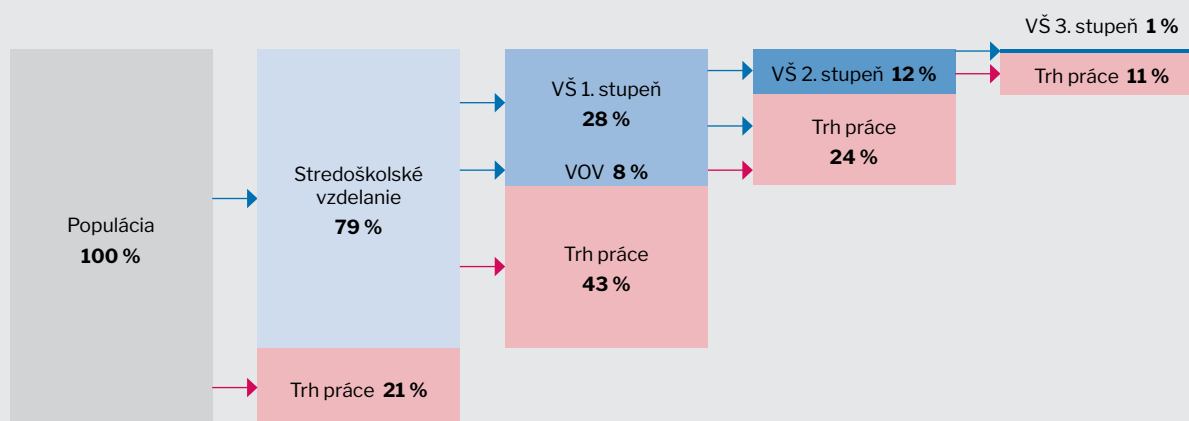 Populácia
100 %
Stredoškolské
vzdelanie
79 %
Trh práce 21 %
VŠ 1. stupeň
28 %
VOV 8 %
Trh práce
43 %
VŠ 2. stupeň 12 %
Trh práce
24 %
VŠ 3. stupeň 1 %
Trh práce 11 %